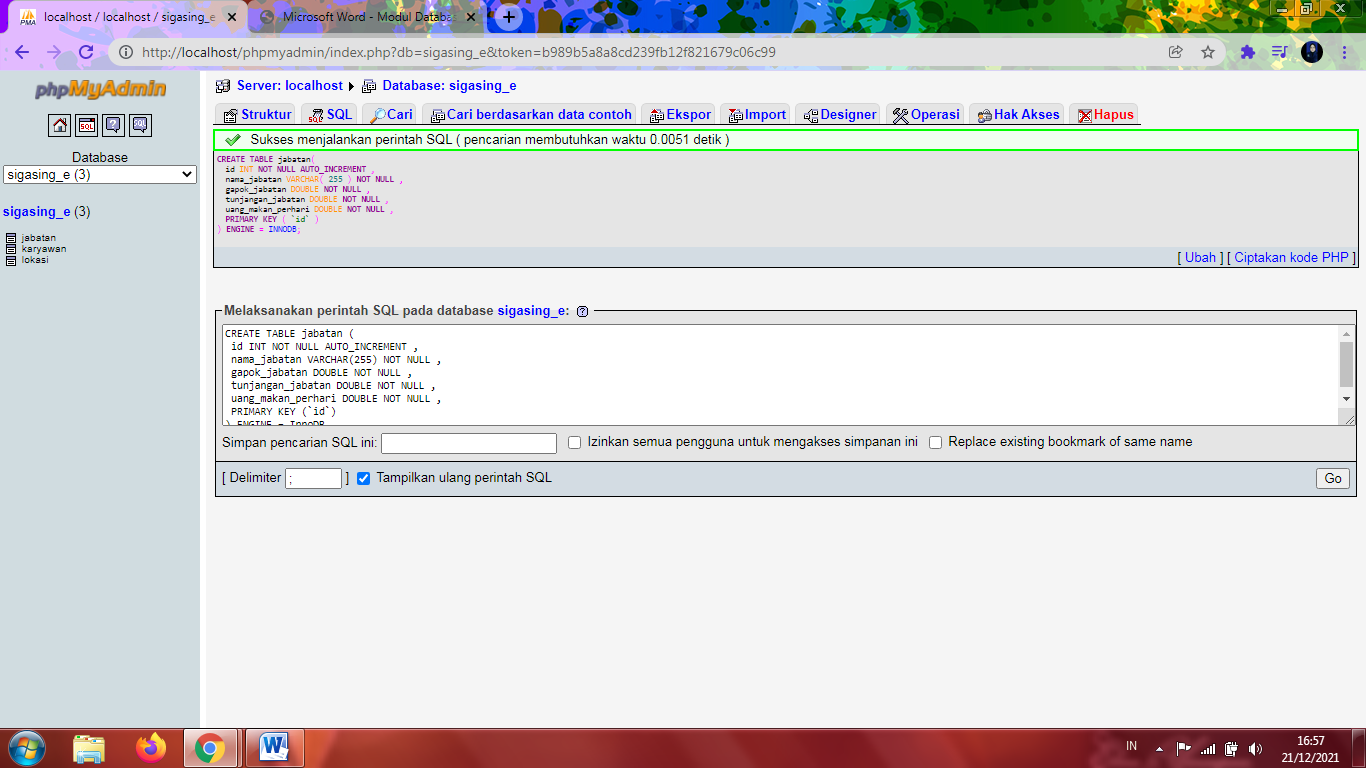 localhost / localhost / sigasing_e
Microsoft Word - Modul Databas
http://localhost/phpmyadmin/index.php?db=sigasing_e&token=b989b5a8a8cd239fb12f821679c06c99
phpMyAdmin
Database
sigasing_e (3)
sigasing_e (3)
jabatan
karyawan
lokasi
Server: localhost Database: sigasing_e
Struktur SQL Cari Cari berdasarkan data contoh Ekspor Import Designer Operasi Hak Akses Hapus
Sukses menjalankan perintah SQL ( pencarian membutuhkan waktu 0.0051 detik )
CREATE TABLE jabatan(
id INT NOT NULL AUTO_INCREMENT ,
nama_jabatan VARCHAR( 255 ) NOT NULL ,
gapok_jabatan DOUBLE NOT NULL ,
tunjangan_jabatan DOUBLE NOT NULL ,
uang_makan_perhari DOUBLE NOT NULL ,
PRIMARY KEY ( `id` )
) ENGINE = INNODB;
[ Ubah ] [ Ciptakan kode PHP ]
Melaksanakan perintah SQL pada database sigasing_e:
CREATE TABLE jabatan (
id INT NOT NULL AUTO_INCREMENT ,
nama_jabatan VARCHAR(255) NOT NULL ,
gapok_jabatan DOUBLE NOT NULL ,
tunjangan_jabatan DOUBLE NOT NULL ,
uang_makan_perhari DOUBLE NOT NULL ,
PRIMARY KEY (`id`)
) ENGINE = InnoDB
Simpan pencarian SQL ini: Izinkan semua pengguna untuk mengakses simpanan ini Replace existing bookmark of same name
[ Delimiter ; ] Tampilkan ulang perintah SQL Go
IN
16:57
21/12/2021